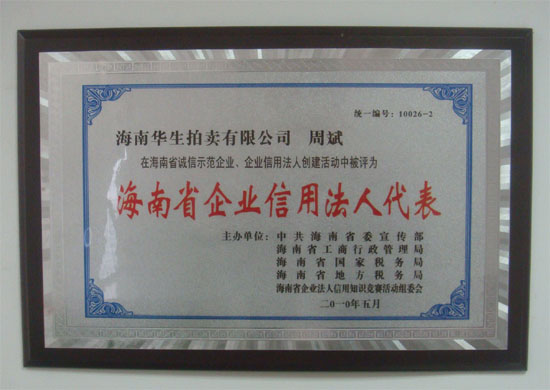 统一编号：10026-2
海南华生拍卖有限公司 周斌
在海南省诚信示范企业、企业信用法人创建活动中被评为
海南省企业信用法人代表
主办单位：中共海南省委宣传部
海南省工商行政管理局
海南省国家税务局
海南省地方税务局
海南省企业法人信用知识竞赛活动组委会
二〇一〇年五月